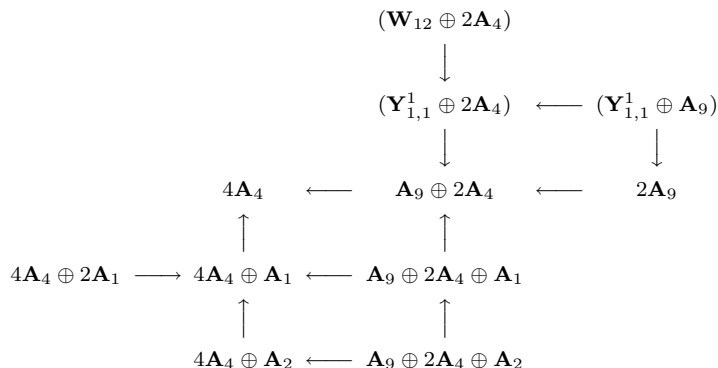 (W₁₂ ⊕ 2A₄)
(Y¹₁,₁ ⊕ 2A₄) ← (Y¹₁,₁ ⊕ A₉)
4A₄ ← A₉ ⊕ 2A₄ ← 2A₉
4A₄ ⊕ 2A₁ → 4A₄ ⊕ A₁ ← A₉ ⊕ 2A₄ ⊕ A₁
4A₄ ⊕ A₂ ← A₉ ⊕ 2A₄ ⊕ A₂